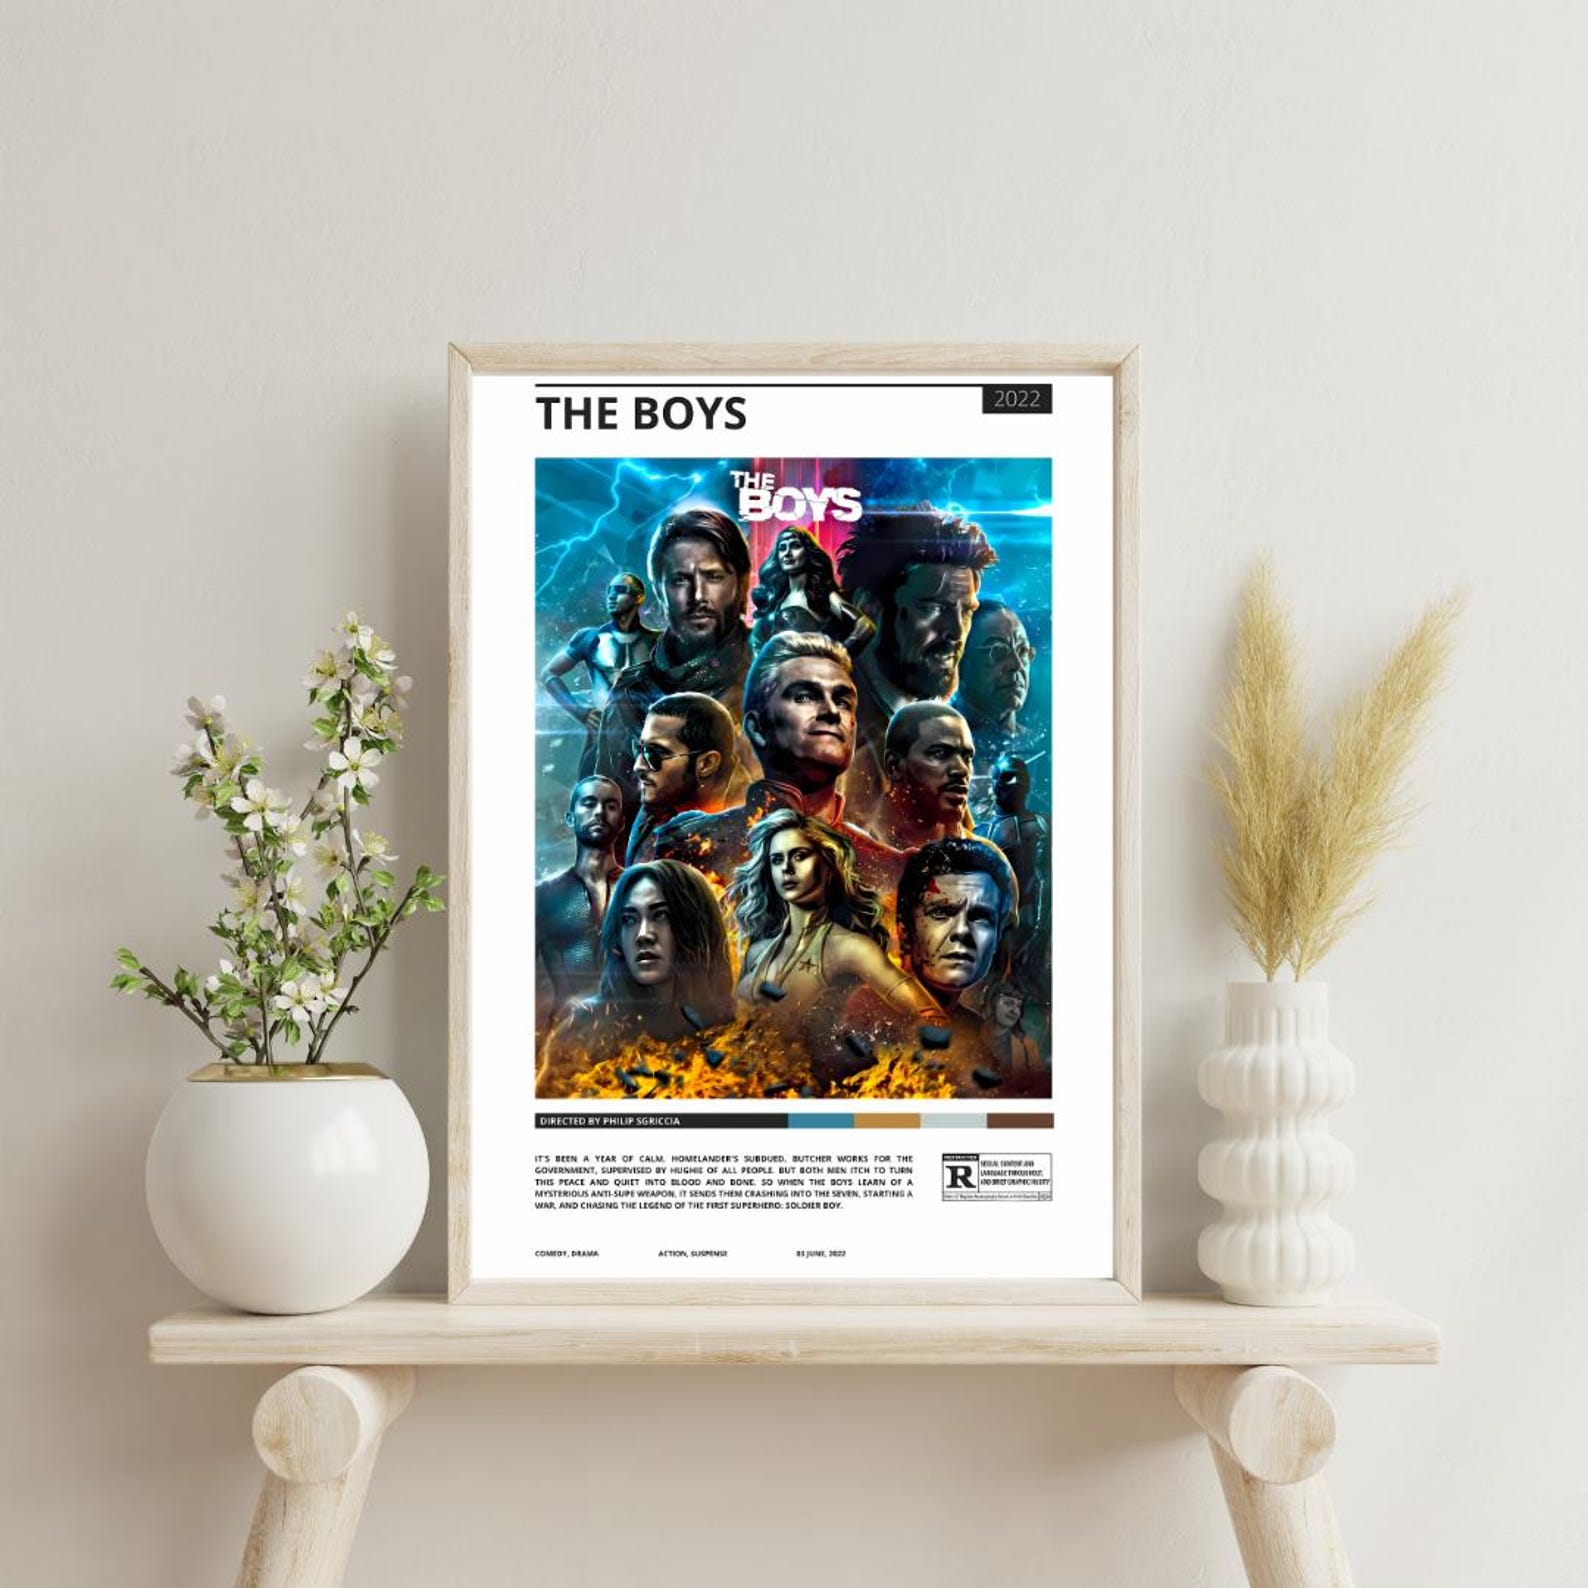 THE BOYS
2022
THE
BOYS
DIRECTED BY PHILIP SGRICCIA
IT'S BEEN A YEAR OF CALM. HOMELANDER'S SUBDUED. BUTCHER WORKS FOR THE
GOVERNMENT, SUPERVISED BY HUGHIE OF ALL PEOPLE. BUT BOTH MEN ITCH TO TURN
THIS PEACE AND QUIET INTO BLOOD AND BONE. SO WHEN THE BOYS LEARN OF A
MYSTERIOUS ANTI-SUPE WEAPON, IT SENDS THEM CRASHING INTO THE SEVEN, STARTING A
WAR, AND CHASING THE LEGEND OF THE FIRST SUPERHERO: SOLDIER BOY.
RESTRICTED
R
SEXUAL CONTENT AND
LANGUAGE THROUGHOUT,
AND BRIEF GRAPHIC NUDITY
COMEDY, DRAMA
ACTION, SUSPENSE
03 JUNE, 2022